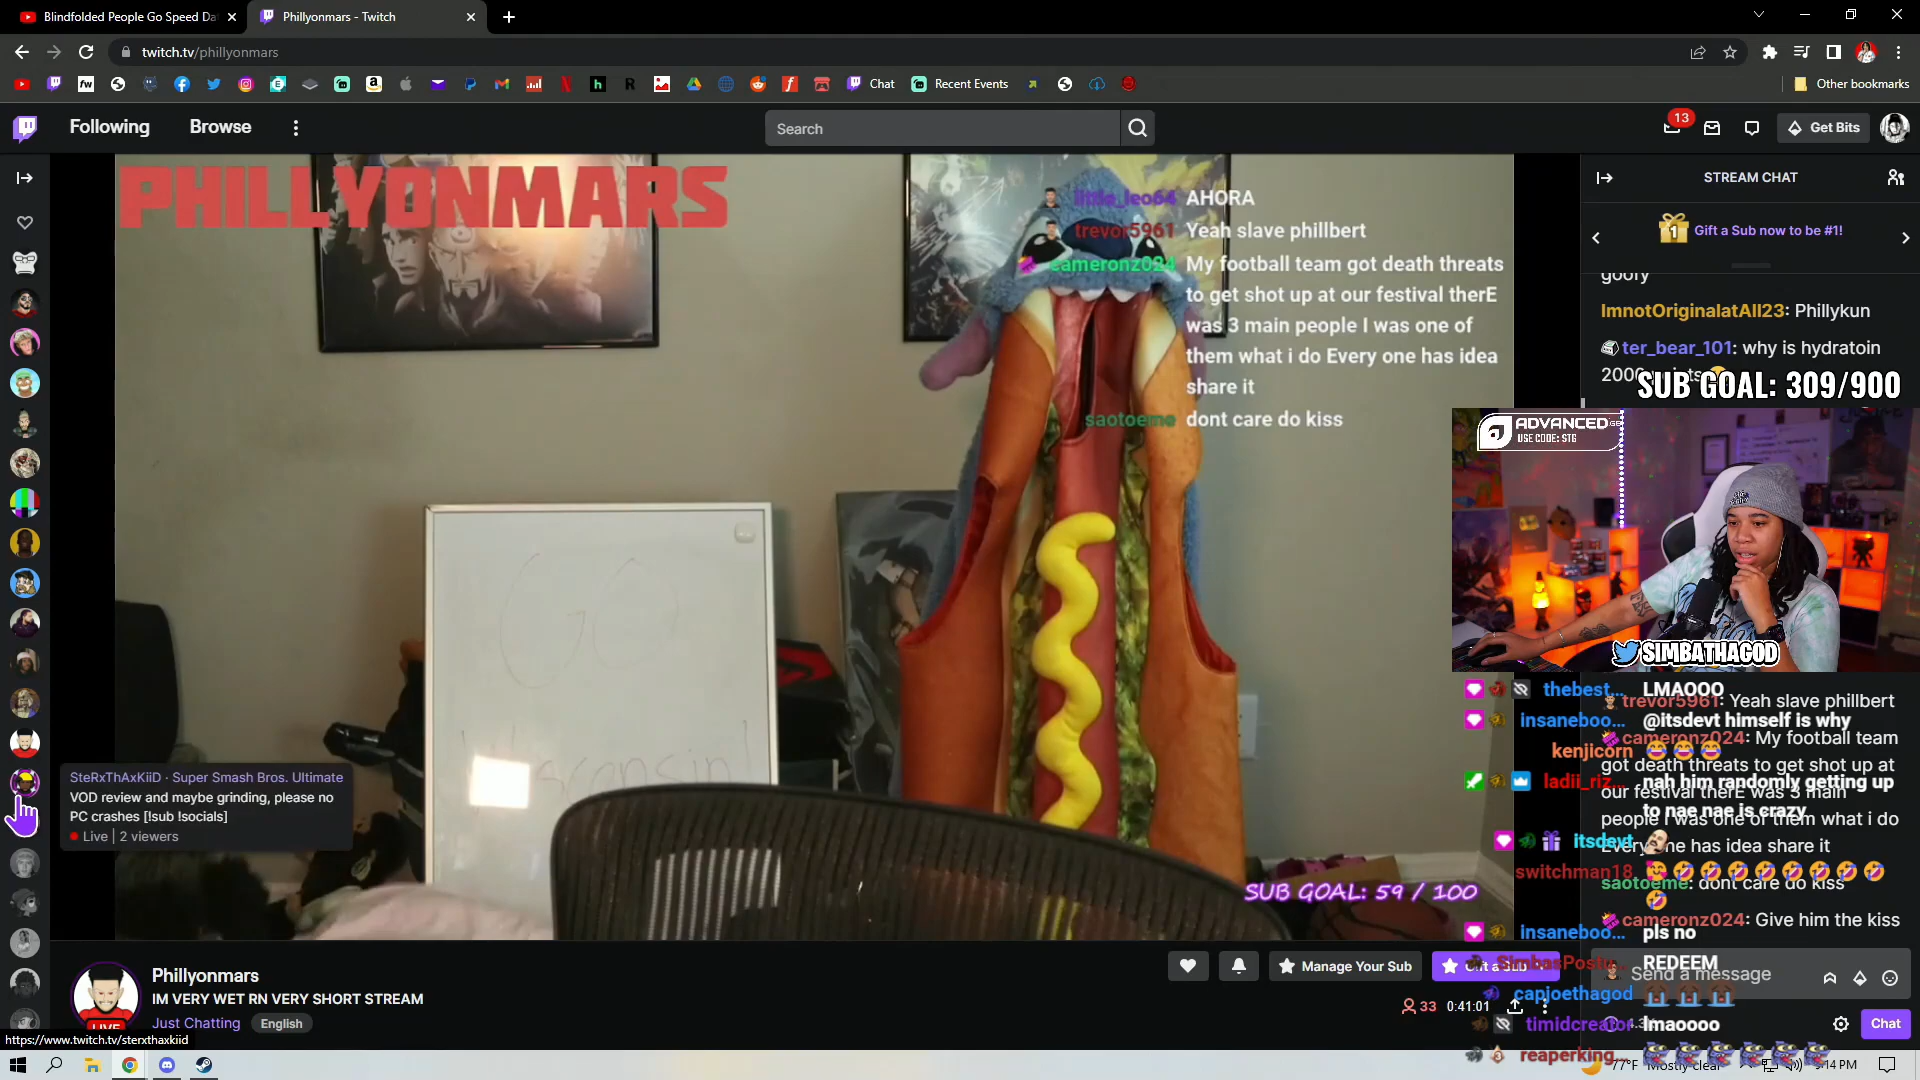 Blindfolded People Go Speed Da
Phillyonmars - Twitch
twitch.tv/phillyonmars
Chat
Recent Events
Other bookmarks
Following
Browse
Search
13
Get Bits
PHILLYONMARS
little_leo64 AHORA
trevor5961 Yeah slave phillbert
cameronz024 My football team got death threats
to get shot up at our festival therE
was 3 main people I was one of
them what i do Every one has idea
share it
saotoeme dont care do kiss
STREAM CHAT
1 Gift a Sub now to be #1!
goofy
ImnotOriginalatAll23: Phillykun
ter_bear_101: why is hydratoin
SUB GOAL: 309/900
ADVANCED.GG
USE CODE: STG
SIMBATHAGOD
thebest... LMAOOO
trevor5961: Yeah slave phillbert
insaneboo... @itsdevt himself is why
cameronz024: My football team
kenjicorn
got death threats to get shot up at
ladii_riz... nah him randomly getting up
to nae nae is crazy
our festival therE was 3 main
people I was one of them what i do
itsdevt
Every one has idea share it
switchman18
saotoeme: dont care do kiss
cameronz024: Give him the kiss
insaneboo... pls no
REDEEM
Send a message
capjoethagod
timidcreator lmaoooo
reaperking...
Chat
GO
SteRxThAxKiiD · Super Smash Bros. Ultimate
VOD review and maybe grinding, please no
PC crashes [!sub !socials]
Live | 2 viewers
SUB GOAL: 59 / 100
Phillyonmars
IM VERY WET RN VERY SHORT STREAM
Just Chatting
English
LIVE
Manage Your Sub
Gift a Sub
33
0:41:01
https://www.twitch.tv/sterxthaxkiid
77°F Mostly clear
:14 PM